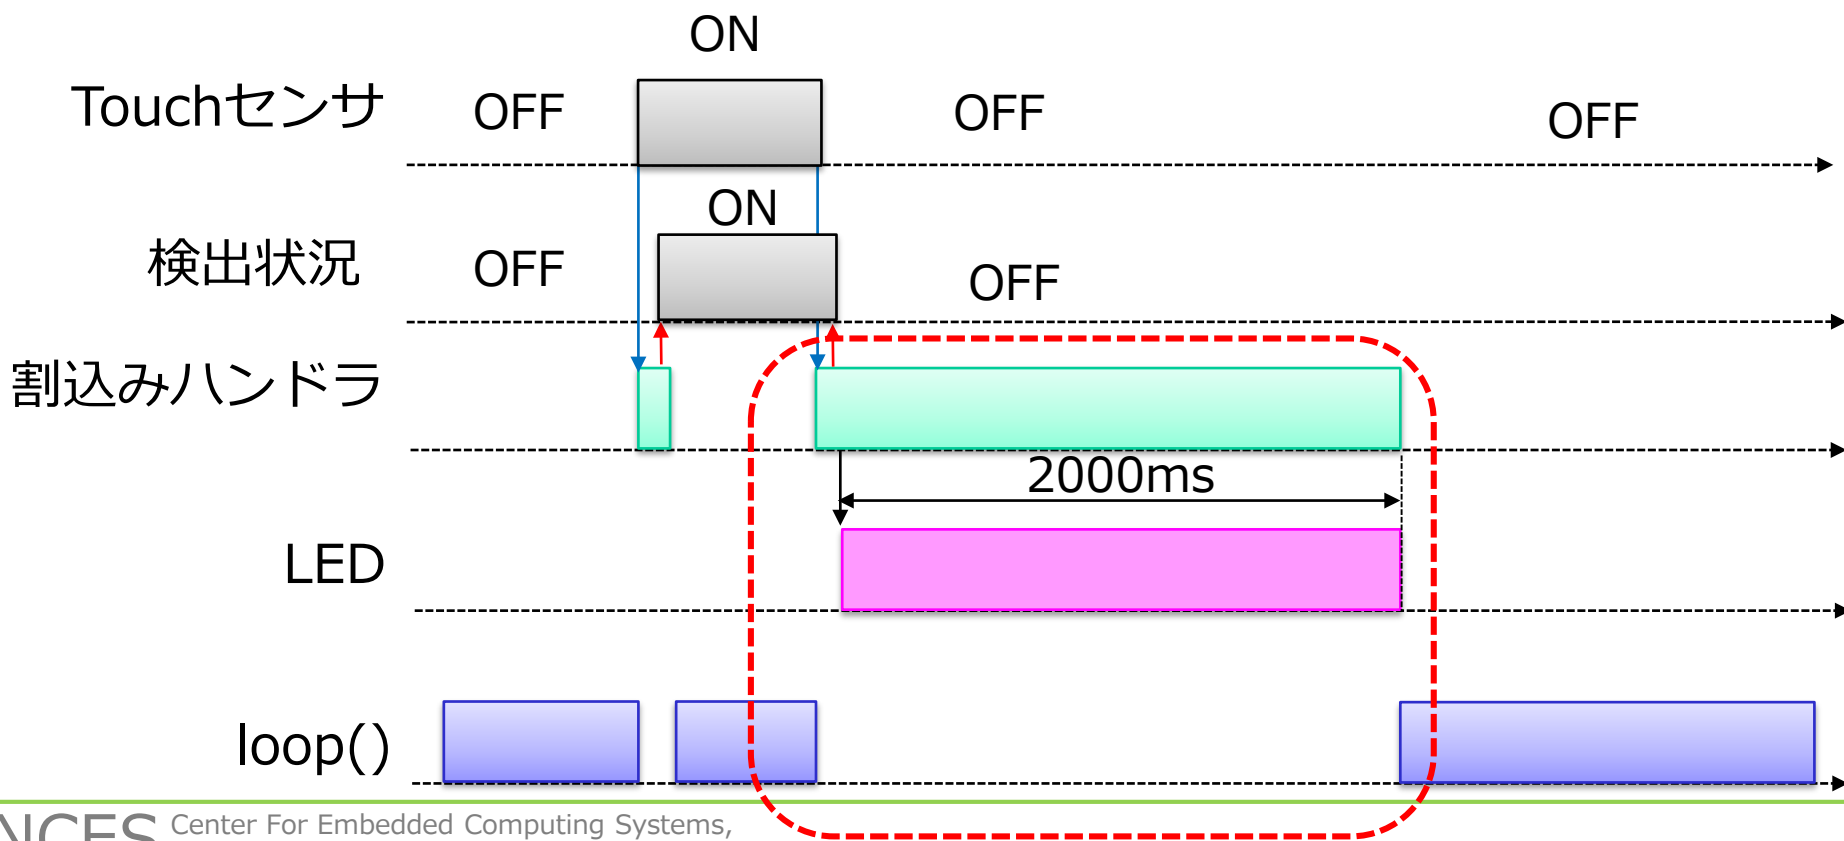 ON
Touchセンサ OFF OFF OFF
ON
検出状況 OFF OFF
割込みハンドラ
2000ms
LED
loop()
NCES Center For Embedded Computing Systems,